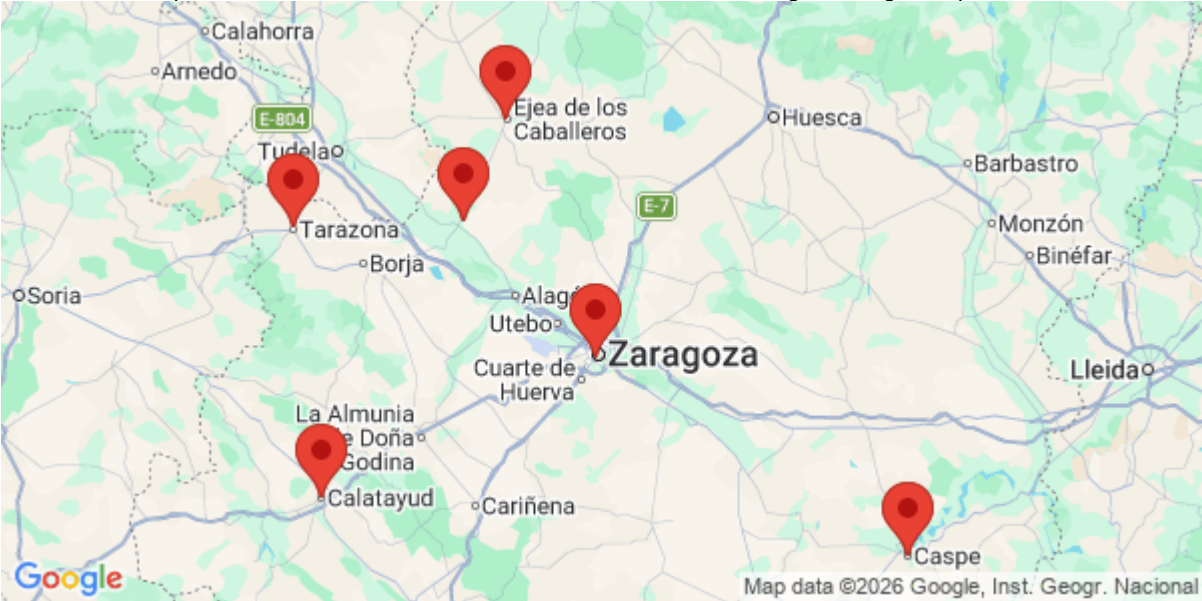 Calahorra
Arnedo
E-804
Ejea de los
Caballeros
Huesca
Tudela
Barbastro
E-7
Tarazona
Monzón
Borja
Binéfar
Soria
Utebo
Zaragoza
Cuarte de
Huerva
Lleida
La Almunia
Doña
Godina
Calatayud
Cariñena
Caspe
Google
Map data ©2026 Google, Inst. Geogr. Nacional